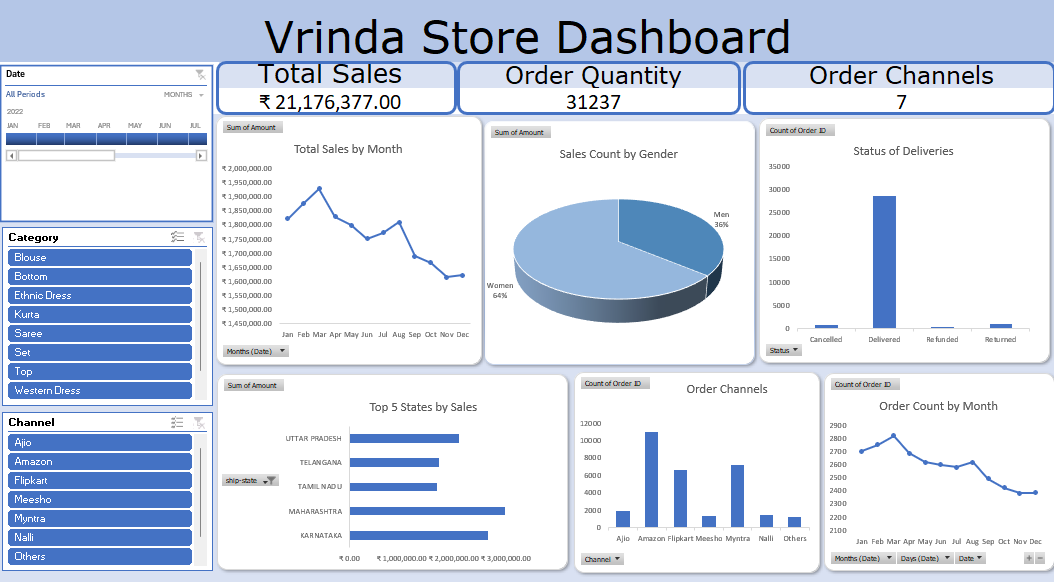 Vrinda Store Dashboard
Date
All Periods MONTHS
2022
JAN FEB MAR APR MAY JUN JUL
Total Sales
₹ 21,176,377.00
Order Quantity
31237
Order Channels
7
Category
Blouse
Bottom
Ethnic Dress
Kurta
Saree
Set
Top
Western Dress
Channel
Ajio
Amazon
Flipkart
Meesho
Myntra
Nalli
Others
Sum of Amount
Total Sales by Month
₹ 2,000,000.00
₹ 1,950,000.00
₹ 1,900,000.00
₹ 1,850,000.00
₹ 1,800,000.00
₹ 1,750,000.00
₹ 1,700,000.00
₹ 1,650,000.00
₹ 1,600,000.00
₹ 1,550,000.00
₹ 1,500,000.00
₹ 1,450,000.00
Jan Feb Mar Apr May Jun Jul Aug Sep Oct Nov Dec
Months (Date)
Sum of Amount
Sales Count by Gender
Men
36%
Women
64%
Count of Order ID
Status of Deliveries
35000
30000
25000
20000
15000
10000
5000
0
Cancelled Delivered Refunded Returned
Status
Sum of Amount
Top 5 States by Sales
ship-state
UTTAR PRADESH
TELANGANA
TAMIL NADU
MAHARASHTRA
KARNATAKA
₹ 0.00 ₹ 1,000,000.00 ₹ 2,000,000.00 ₹ 3,000,000.00
Count of Order ID
Order Channels
12000
10000
8000
6000
4000
2000
0
Ajio Amazon Flipkart Meesho Myntra Nalli Others
Channel
Count of Order ID
Order Count by Month
2900
2800
2700
2600
2500
2400
2300
2200
2100
Jan Feb Mar Apr May Jun Jul Aug Sep Oct Nov Dec
Months (Date) Days (Date) Date
+ −